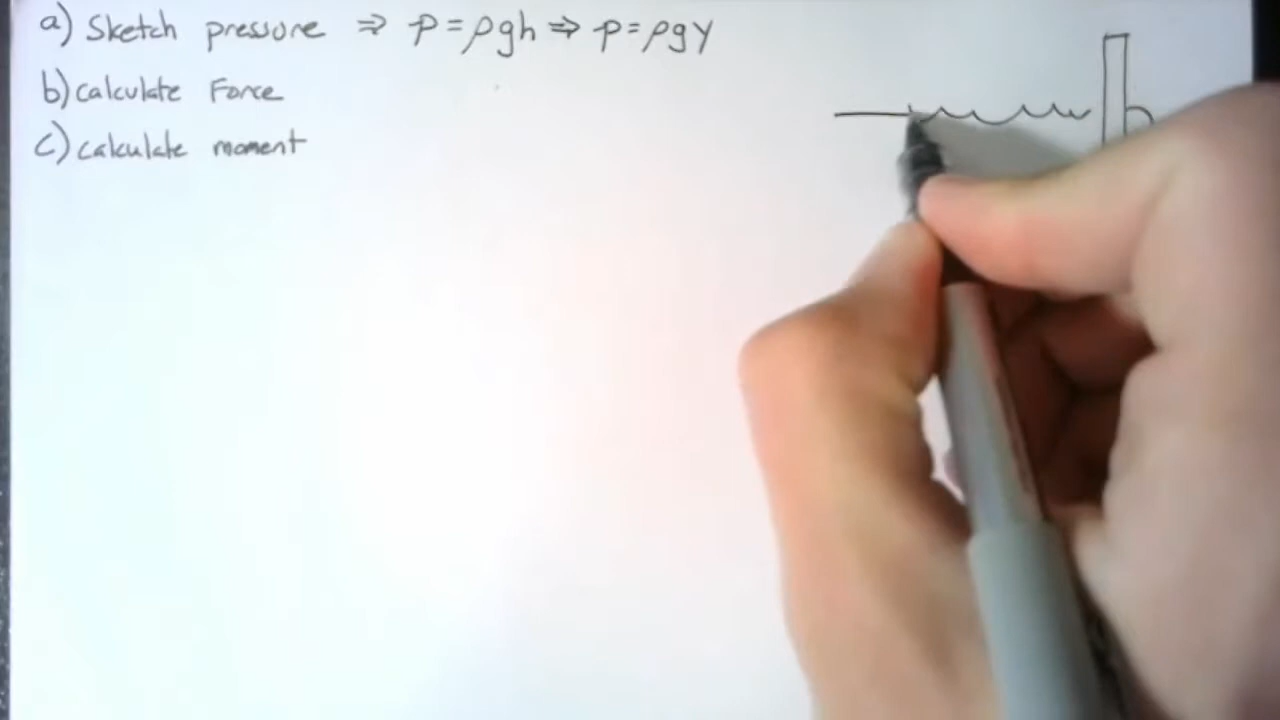 a) Sketch pressure ⇒ p = ρgh ⇒ p = ρgy
b) calculate Force
c) calculate moment